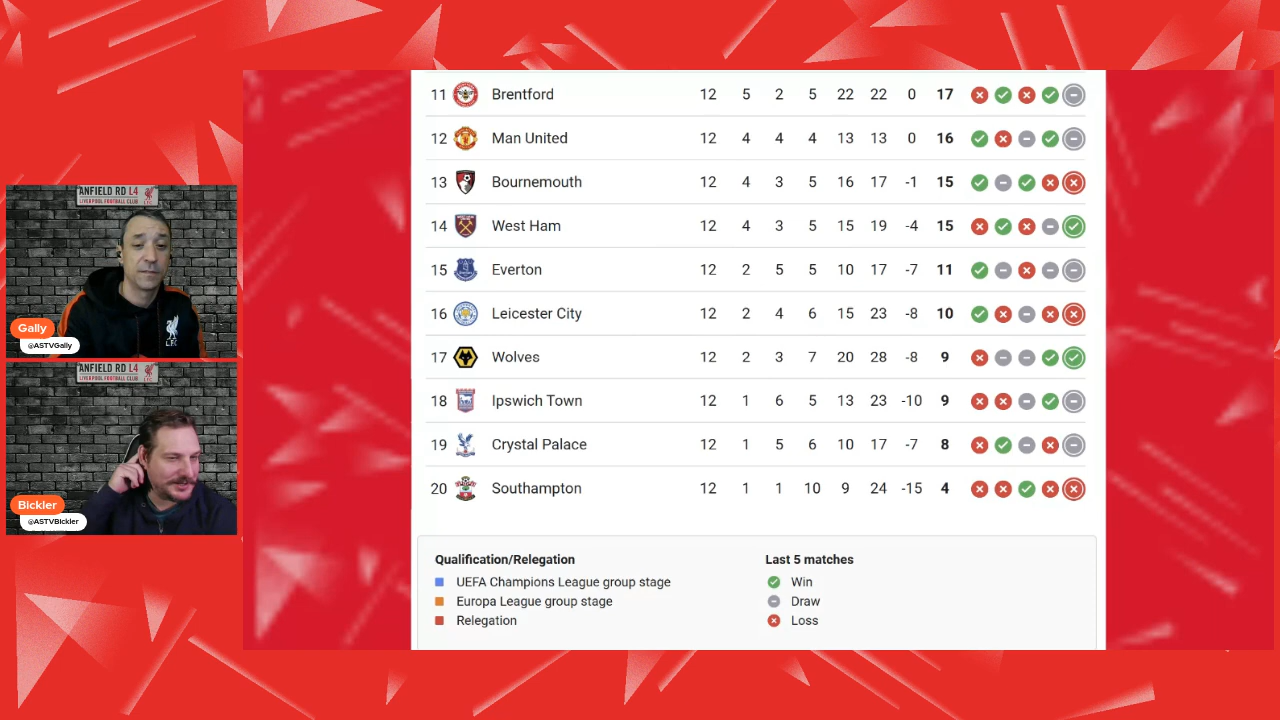 11 Brentford 12 5 2 5 22 22 0 17
12 Man United 12 4 4 4 13 13 0 16
13 Bournemouth 12 4 3 5 16 17 -1 15
14 West Ham 12 4 3 5 15 19 -4 15
15 Everton 12 2 5 5 10 17 -7 11
16 Leicester City 12 2 4 6 15 23 -8 10
17 Wolves 12 2 3 7 20 28 -8 9
18 Ipswich Town 12 1 6 5 13 23 -10 9
19 Crystal Palace 12 1 5 6 10 17 -7 8
20 Southampton 12 1 1 10 9 24 -15 4
Qualification/Relegation
UEFA Champions League group stage
Europa League group stage
Relegation
Last 5 matches
Win
Draw
Loss
ANFIELD RD L4
LIVERPOOL FOOTBALL CLUB
L.F.C.
Gally
@ASTVGally
ANFIELD RD L4
LIVERPOOL FOOTBALL CLUB
Bickler
@ASTVBickler